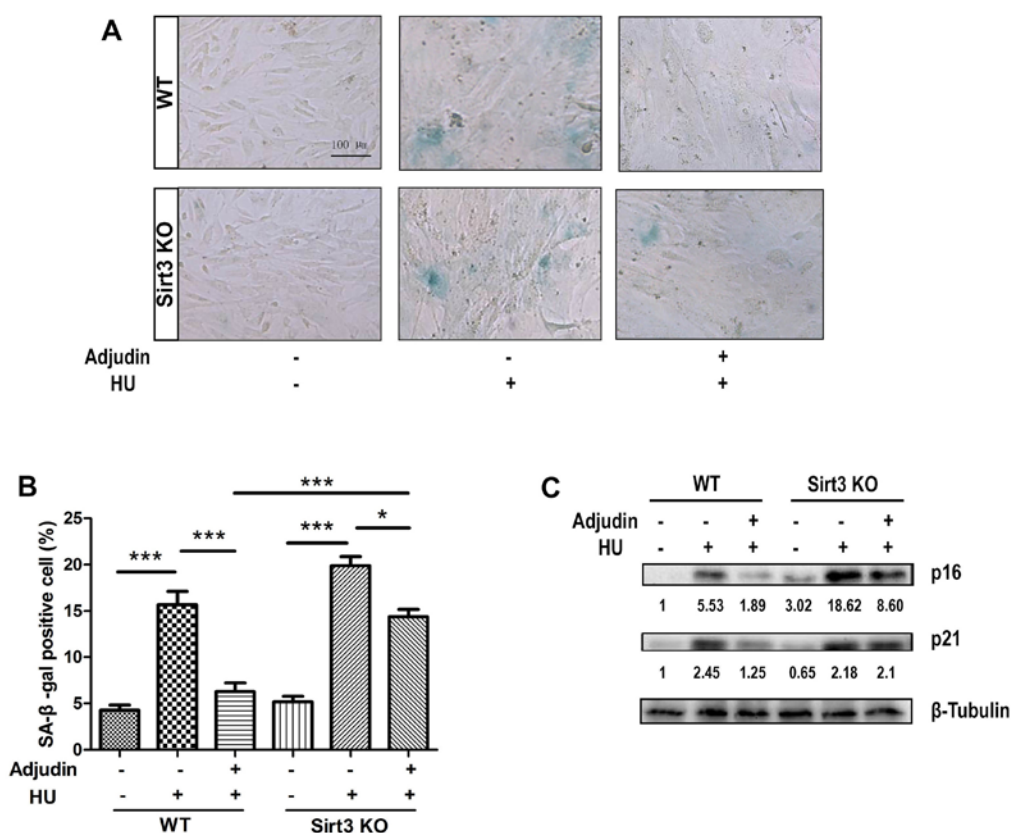 A
WT
100 μm
Sirt3 KO
Adjudin - - +
HU - + +
B
***
*** *** *** *
SA-β -gal positive cell (%)
25
20
15
10
5
0
Adjudin - - + - - +
HU - + + - + +
WT Sirt3 KO
C
WT Sirt3 KO
Adjudin - - + - - +
HU - + + - + +
p16
1 5.53 1.89 3.02 18.62 8.60
p21
1 2.45 1.25 0.65 2.18 2.1
β-Tubulin